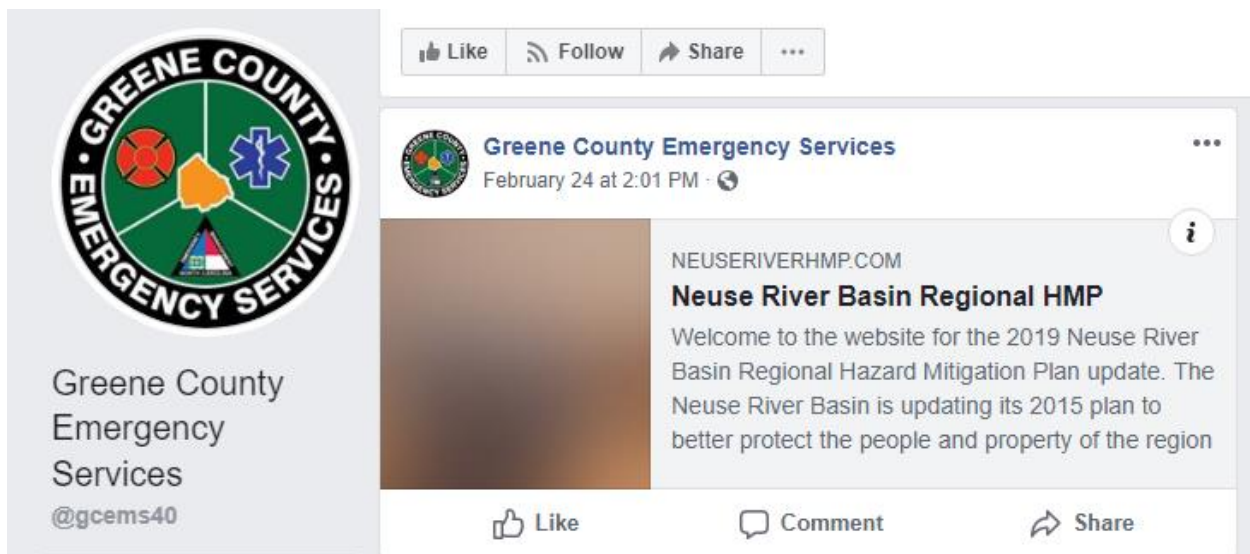 GREENE COUNTY
EMERGENCY SERVICES
NORTH CAROLINA
Greene County
Emergency
Services
@gcems40
Like Follow Share
Greene County Emergency Services
February 24 at 2:01 PM
NEUSERIVERHMP.COM
Neuse River Basin Regional HMP
Welcome to the website for the 2019 Neuse River
Basin Regional Hazard Mitigation Plan update. The
Neuse River Basin is updating its 2015 plan to
better protect the people and property of the region
Like Comment Share